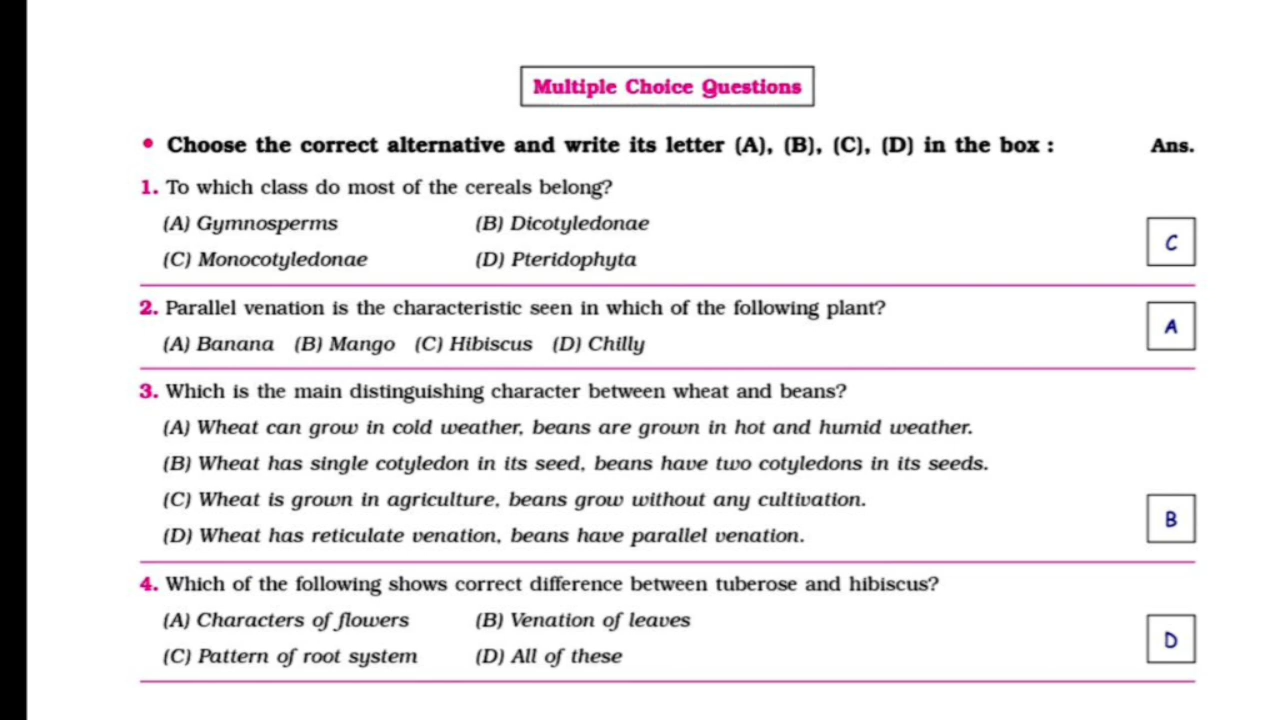 Multiple Choice Questions
• Choose the correct alternative and write its letter (A), (B), (C), (D) in the box : Ans.
1. To which class do most of the cereals belong?
(A) Gymnosperms (B) Dicotyledonae
(C) Monocotyledonae (D) Pteridophyta
C
2. Parallel venation is the characteristic seen in which of the following plant?
(A) Banana (B) Mango (C) Hibiscus (D) Chilly
A
3. Which is the main distinguishing character between wheat and beans?
(A) Wheat can grow in cold weather, beans are grown in hot and humid weather.
(B) Wheat has single cotyledon in its seed, beans have two cotyledons in its seeds.
(C) Wheat is grown in agriculture, beans grow without any cultivation.
(D) Wheat has reticulate venation, beans have parallel venation.
B
4. Which of the following shows correct difference between tuberose and hibiscus?
(A) Characters of flowers (B) Venation of leaves
(C) Pattern of root system (D) All of these
D